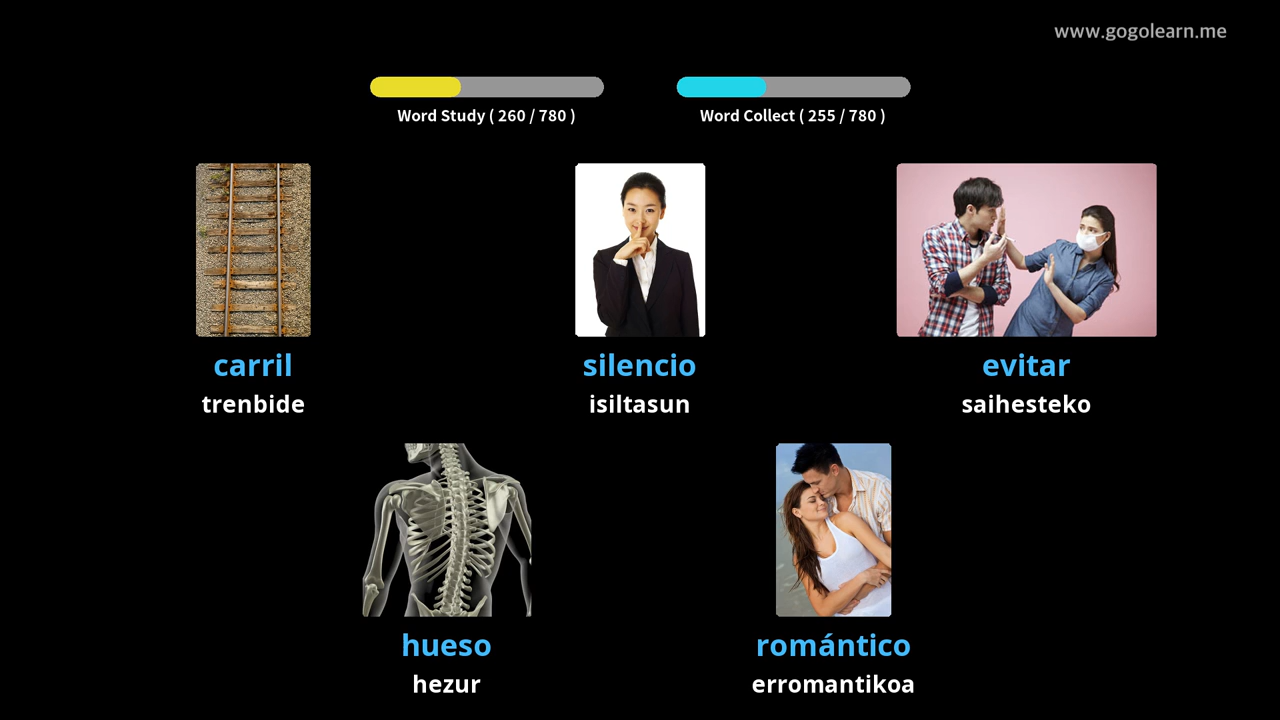 www.gogolearn.me
Word Study ( 260 / 780 )
Word Collect ( 255 / 780 )
carril
trenbide
silencio
isiltasun
evitar
saihesteko
hueso
hezur
romántico
erromantikoa